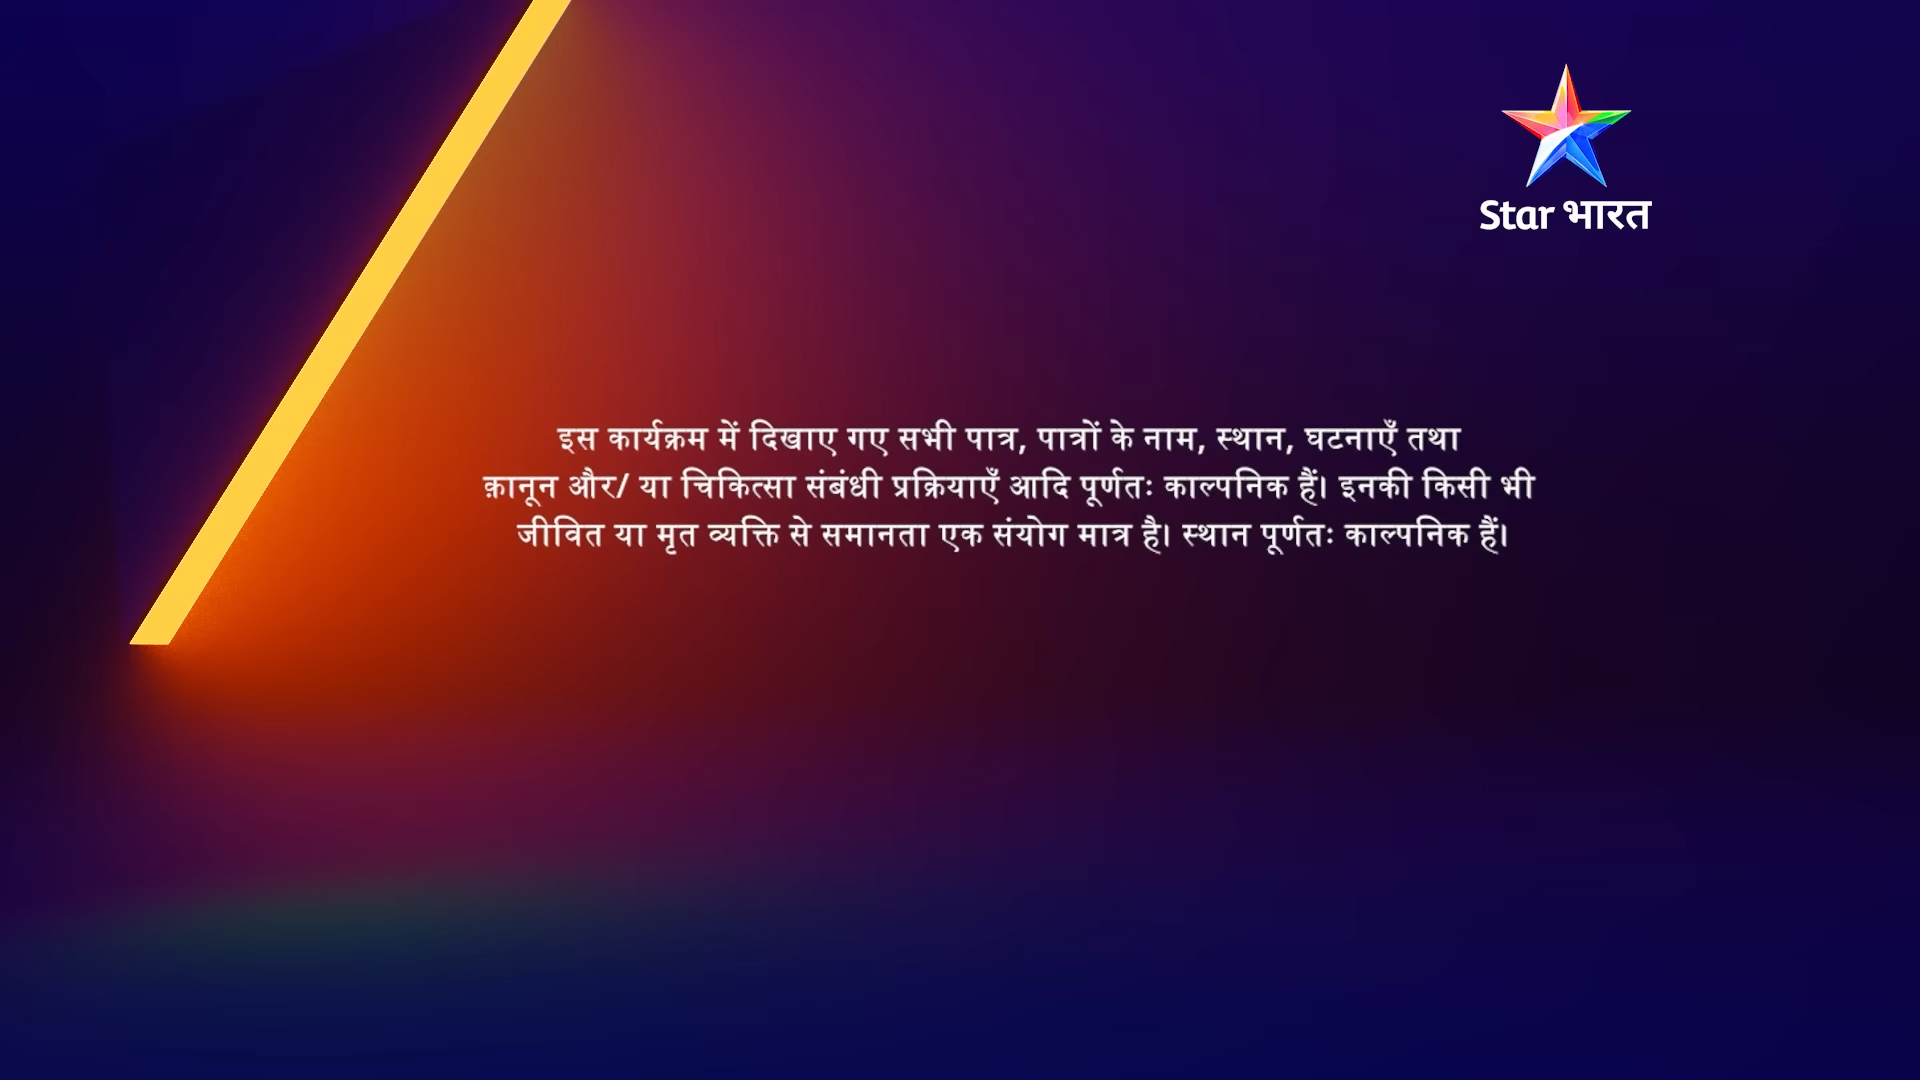 Star भारत
इस कार्यक्रम में दिखाए गए सभी पात्र, पात्रों के नाम, स्थान, घटनाएँ तथा
क़ानून और/ या चिकित्सा संबंधी प्रक्रियाएँ आदि पूर्णतः काल्पनिक हैं। इनकी किसी भी
जीवित या मृत व्यक्ति से समानता एक संयोग मात्र है। स्थान पूर्णतः काल्पनिक हैं।